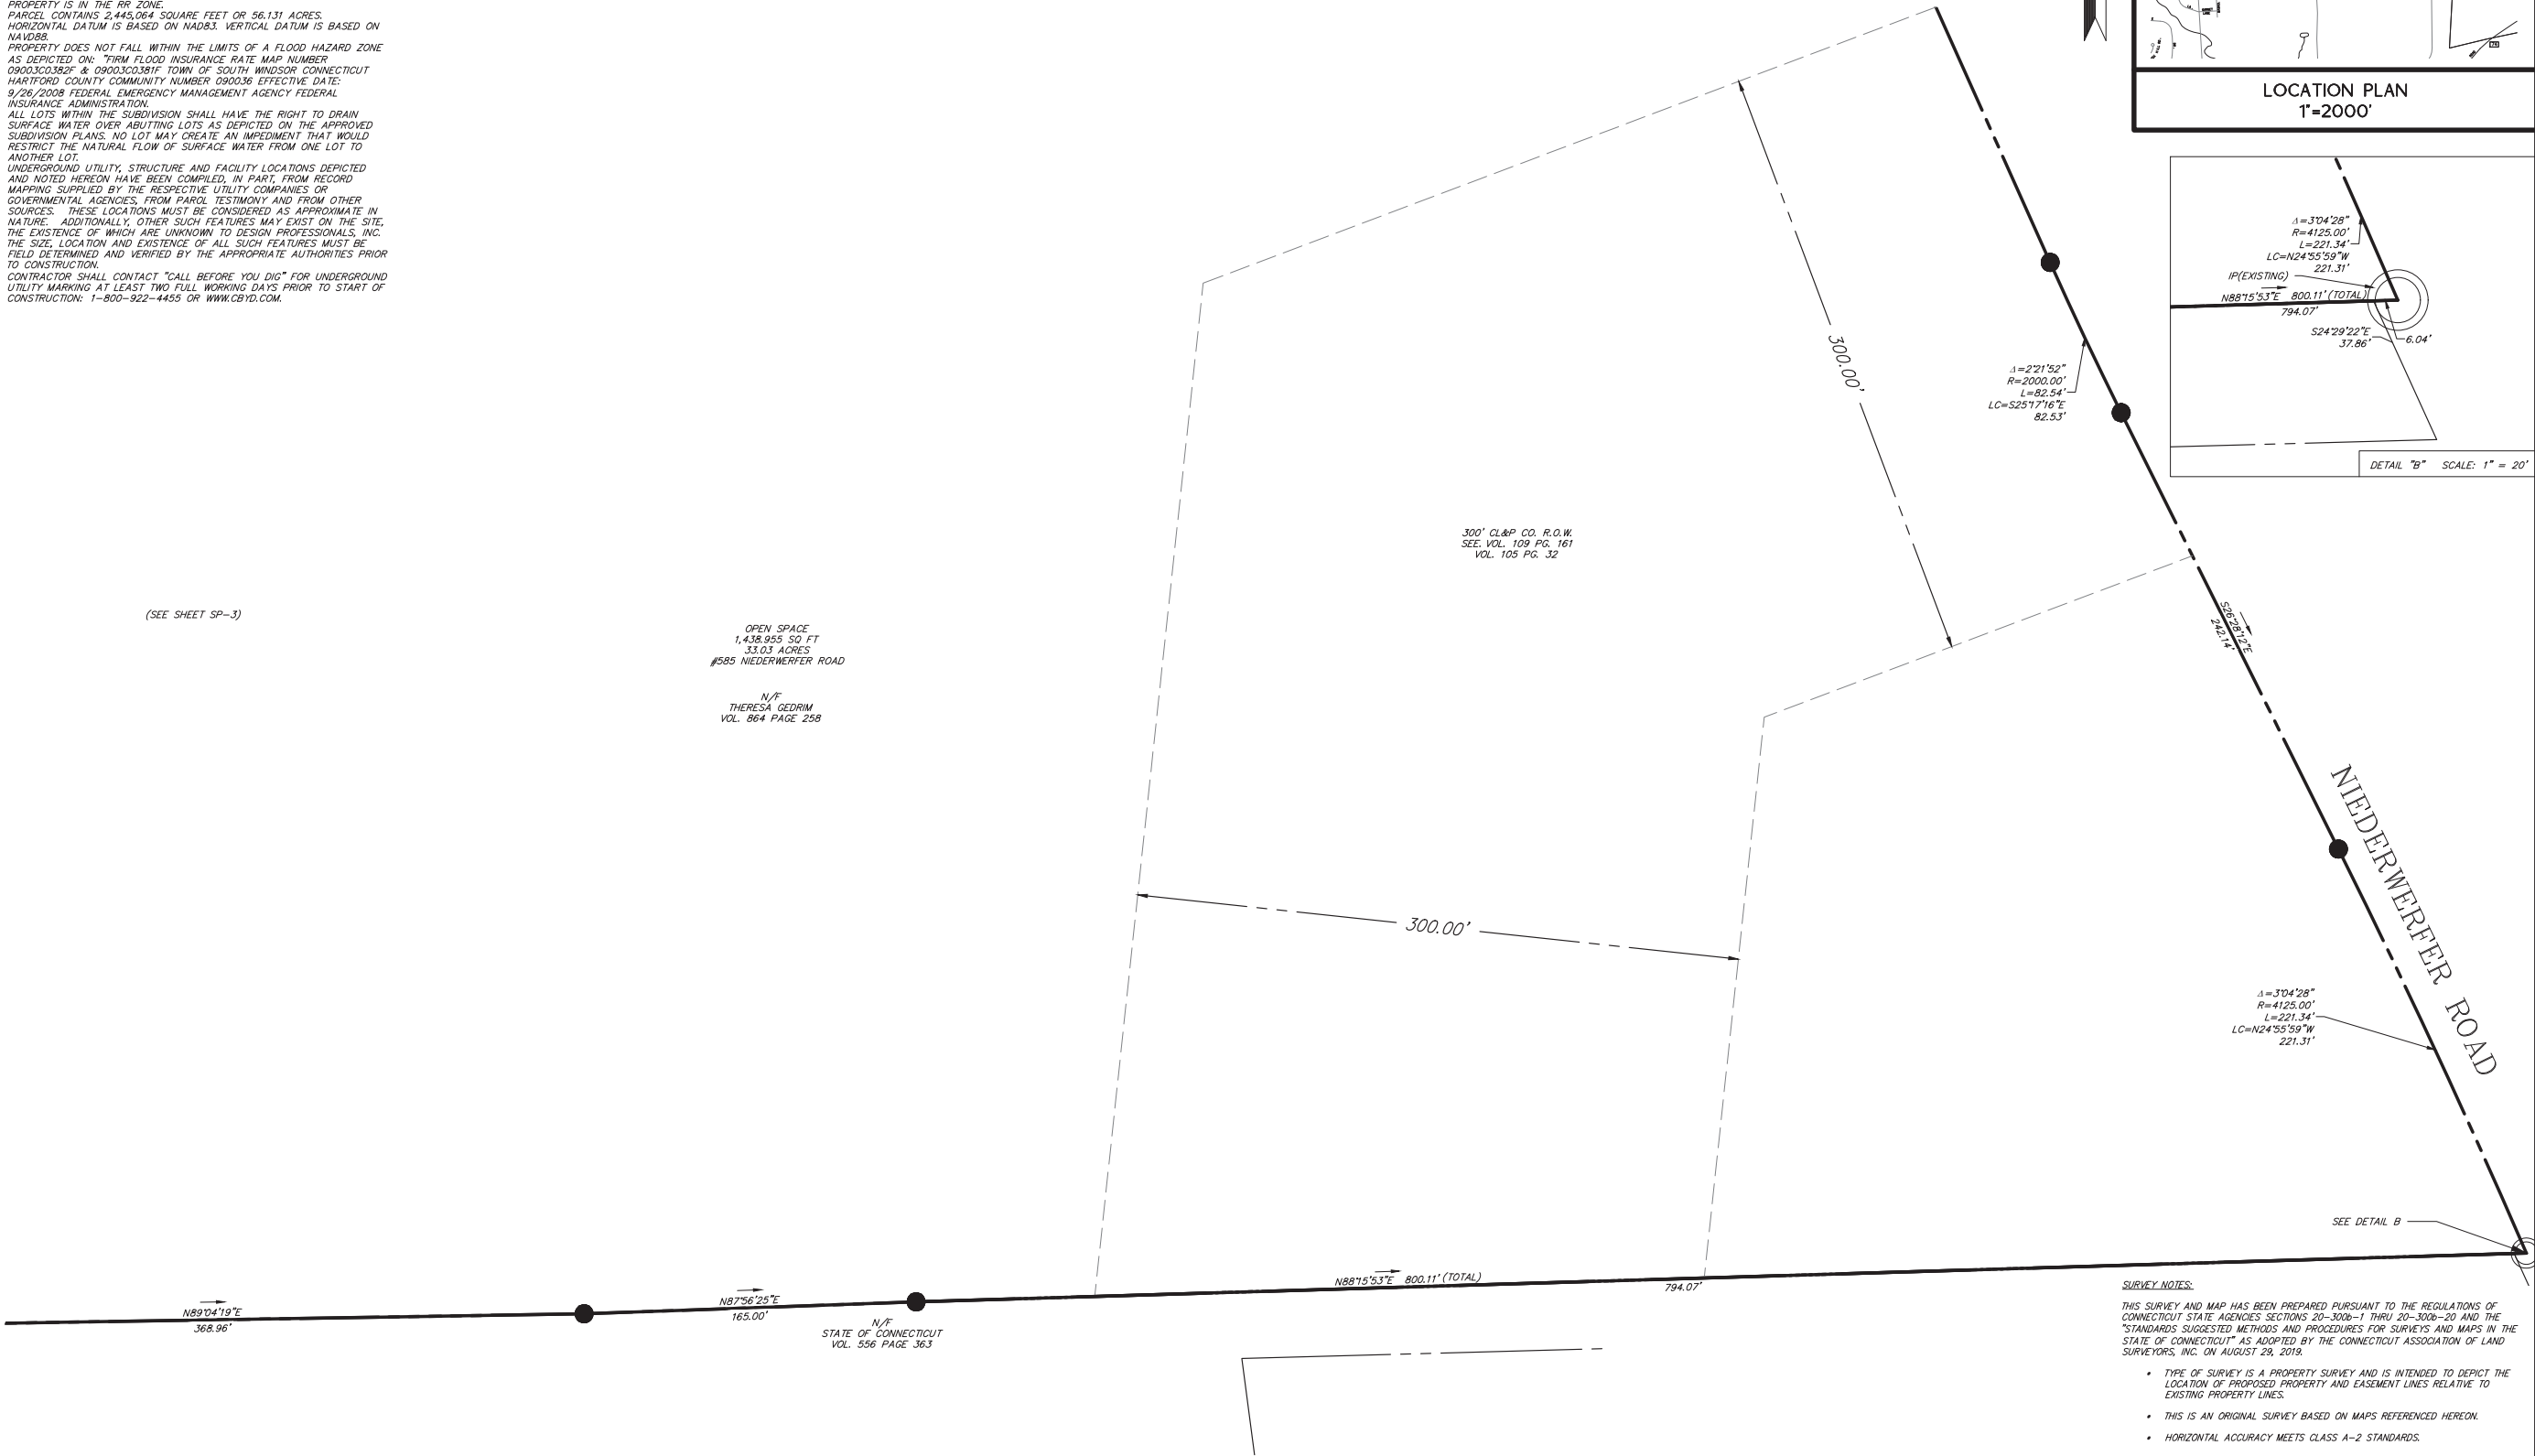 PROPERTY IS IN THE RR ZONE.
PARCEL CONTAINS 2,445,064 SQUARE FEET OR 56.131 ACRES.
HORIZONTAL DATUM IS BASED ON NAD83. VERTICAL DATUM IS BASED ON
NAVD88.
PROPERTY DOES NOT FALL WITHIN THE LIMITS OF A FLOOD HAZARD ZONE
AS DEPICTED ON: "FIRM FLOOD INSURANCE RATE MAP NUMBER
09003C0382F & 09003C0381F TOWN OF SOUTH WINDSOR CONNECTICUT
HARTFORD COUNTY COMMUNITY NUMBER 090036 EFFECTIVE DATE:
9/26/2008 FEDERAL EMERGENCY MANAGEMENT AGENCY FEDERAL
INSURANCE ADMINISTRATION.
ALL LOTS WITHIN THE SUBDIVISION SHALL HAVE THE RIGHT TO DRAIN
SURFACE WATER OVER ABUTTING LOTS AS DEPICTED ON THE APPROVED
SUBDIVISION PLANS. NO LOT MAY CREATE AN IMPEDIMENT THAT WOULD
RESTRICT THE NATURAL FLOW OF SURFACE WATER FROM ONE LOT TO
ANOTHER LOT.
UNDERGROUND UTILITY, STRUCTURE AND FACILITY LOCATIONS DEPICTED
AND NOTED HEREON HAVE BEEN COMPILED, IN PART, FROM RECORD
MAPPING SUPPLIED BY THE RESPECTIVE UTILITY COMPANIES OR
GOVERNMENTAL AGENCIES, FROM PAROL TESTIMONY AND FROM OTHER
SOURCES. THESE LOCATIONS MUST BE CONSIDERED AS APPROXIMATE IN
NATURE. ADDITIONALLY, OTHER SUCH FEATURES MAY EXIST ON THE SITE,
THE EXISTENCE OF WHICH ARE UNKNOWN TO DESIGN PROFESSIONALS, INC.
THE SIZE, LOCATION AND EXISTENCE OF ALL SUCH FEATURES MUST BE
FIELD DETERMINED AND VERIFIED BY THE APPROPRIATE AUTHORITIES PRIOR
TO CONSTRUCTION.
CONTRACTOR SHALL CONTACT "CALL BEFORE YOU DIG" FOR UNDERGROUND
UTILITY MARKING AT LEAST TWO FULL WORKING DAYS PRIOR TO START OF
CONSTRUCTION: 1-800-922-4455 OR WWW.CBYD.COM.
LOCATION PLAN
1"=2000'
Δ=3°04'28"
R=4125.00'
L=221.34'
LC=N24°55'59"W
221.31'
IP(EXISTING)
N88°15'53"E 800.11' (TOTAL)
794.07'
S24°29'22"E
37.86'
6.04'
DETAIL "B" SCALE: 1" = 20'
300.00'
Δ=2°21'52"
R=2000.00'
L=82.54'
LC=S25°17'16"E
82.53'
300' CL&P CO. R.O.W.
SEE. VOL. 109 PG. 161
VOL. 105 PG. 32
(SEE SHEET SP-3)
OPEN SPACE
1,438.955 SQ FT
33.03 ACRES
#585 NIEDERWERFER ROAD
N/F
THERESA GEDRIM
VOL. 864 PAGE 258
S26°28'12"E
242.14'
NIEDERWERFER ROAD
300.00'
Δ=3°04'28"
R=4125.00'
L=221.34'
LC=N24°55'59"W
221.31'
SEE DETAIL B
N89°04'19"E
368.96'
N87°56'25"E
165.00'
N88°15'53"E 800.11' (TOTAL)
794.07'
N/F
STATE OF CONNECTICUT
VOL. 556 PAGE 363
SURVEY NOTES:
THIS SURVEY AND MAP HAS BEEN PREPARED PURSUANT TO THE REGULATIONS OF
CONNECTICUT STATE AGENCIES SECTIONS 20-300b-1 THRU 20-300b-20 AND THE
"STANDARDS SUGGESTED METHODS AND PROCEDURES FOR SURVEYS AND MAPS IN THE
STATE OF CONNECTICUT" AS ADOPTED BY THE CONNECTICUT ASSOCIATION OF LAND
SURVEYORS, INC. ON AUGUST 29, 2019.
• TYPE OF SURVEY IS A PROPERTY SURVEY AND IS INTENDED TO DEPICT THE
LOCATION OF PROPOSED PROPERTY AND EASEMENT LINES RELATIVE TO
EXISTING PROPERTY LINES.
• THIS IS AN ORIGINAL SURVEY BASED ON MAPS REFERENCED HEREON.
• HORIZONTAL ACCURACY MEETS CLASS A-2 STANDARDS.